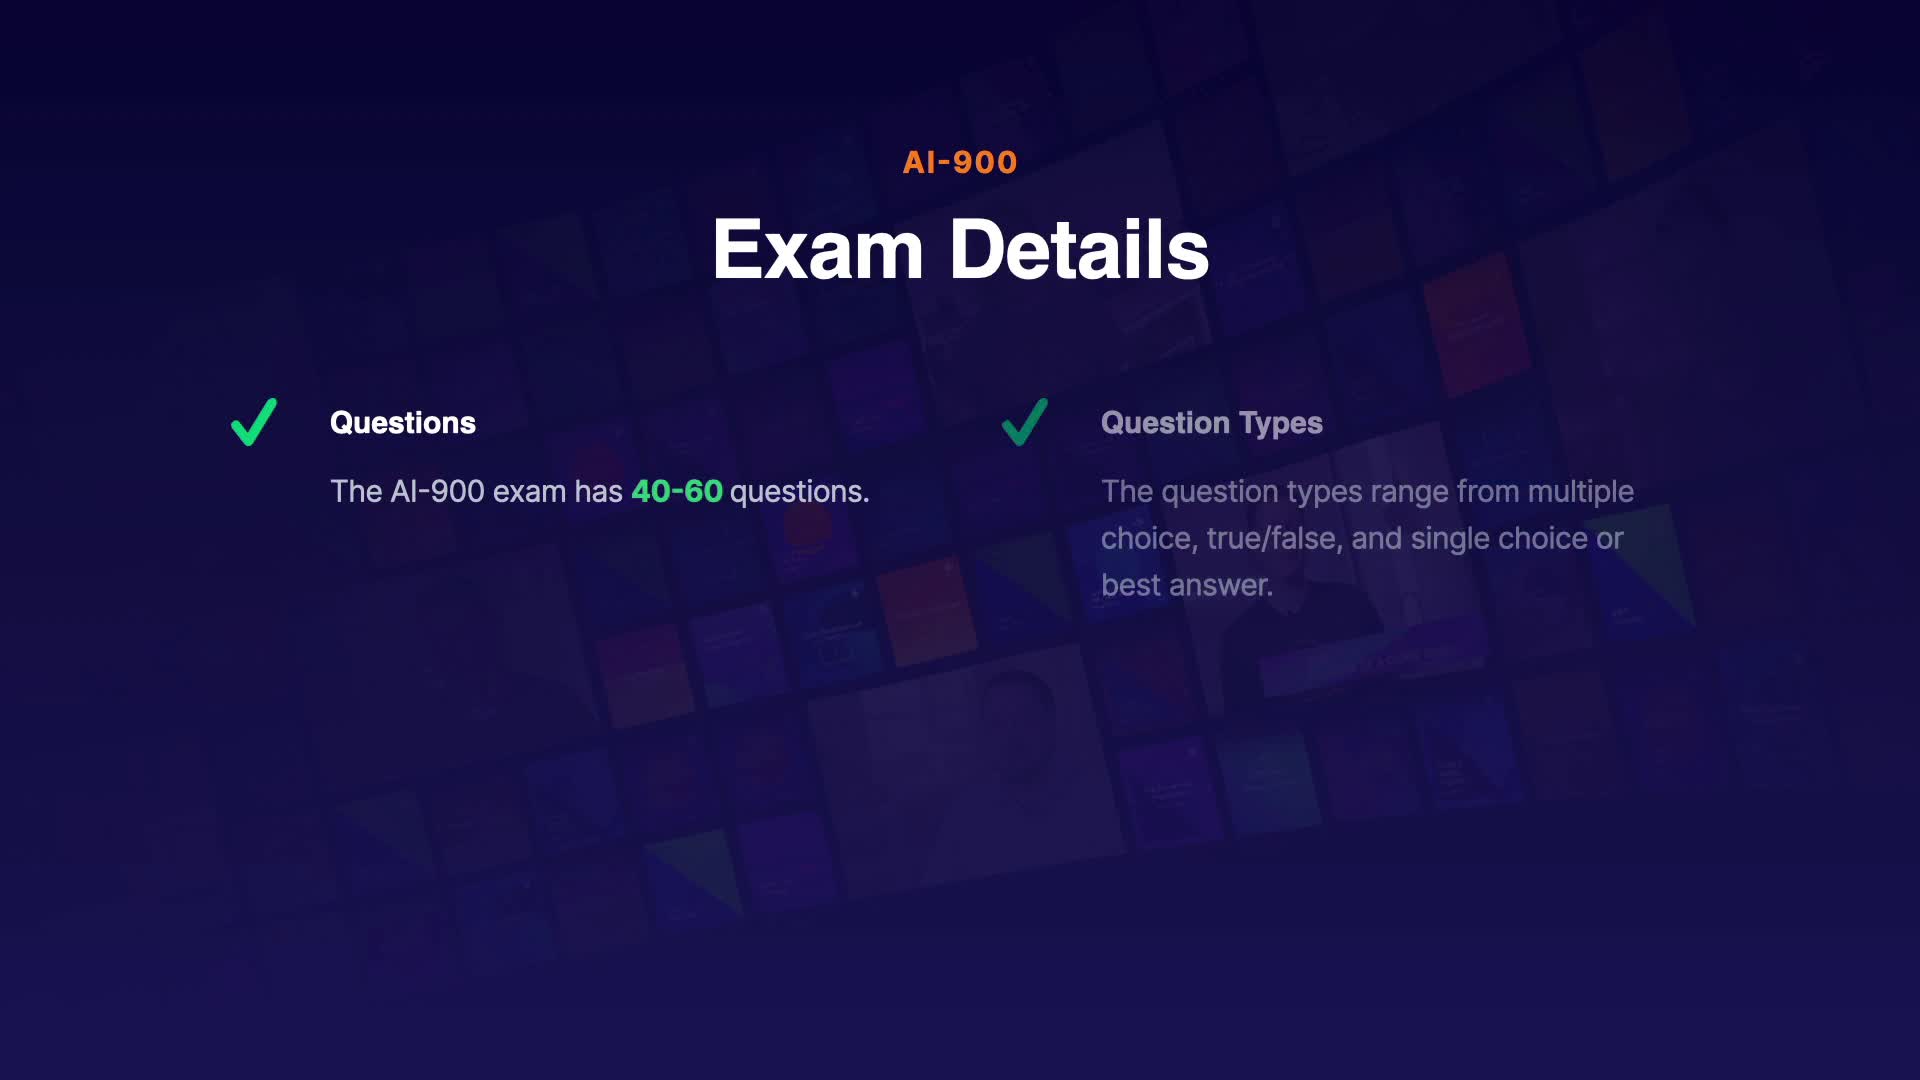 AI-900
Exam Details
Questions
The AI-900 exam has 40-60 questions.
Question Types
The question types range from multiple
choice, true/false, and single choice or
best answer.